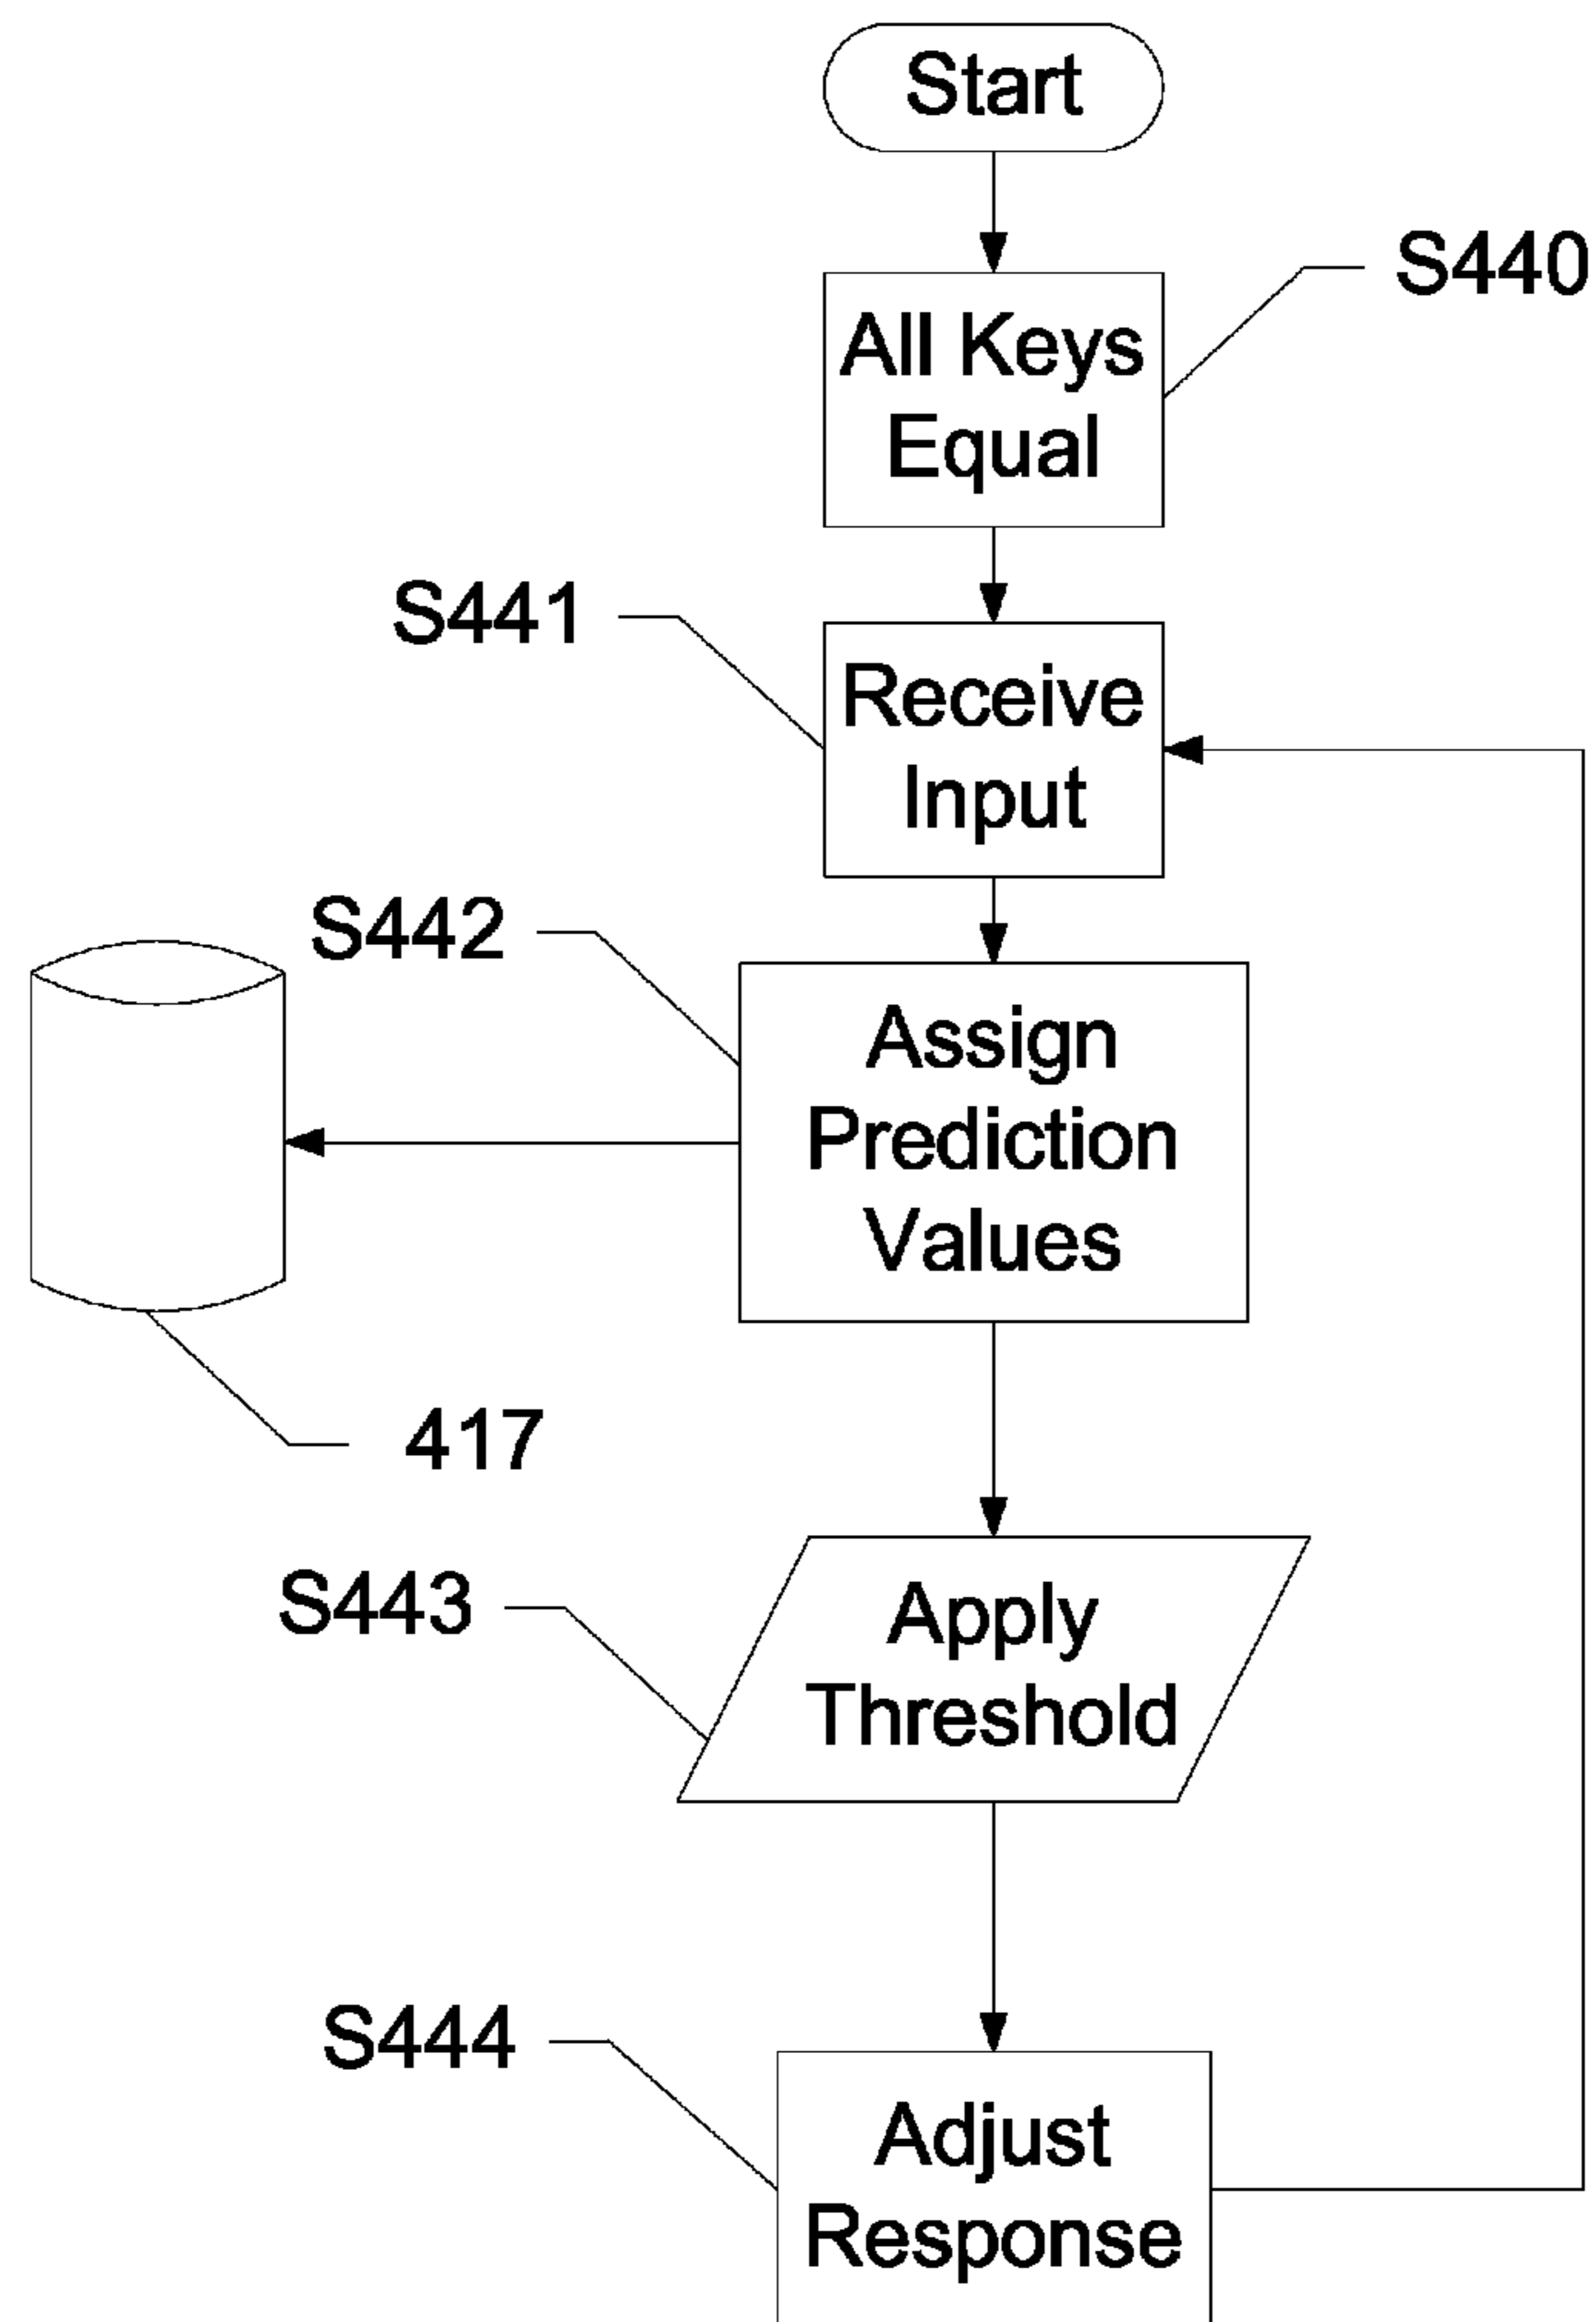 Start
S440
All Keys
Equal
S441
Receive
Input
S442
Assign
Prediction
Values
417
S443
Apply
Threshold
S444
Adjust
Response